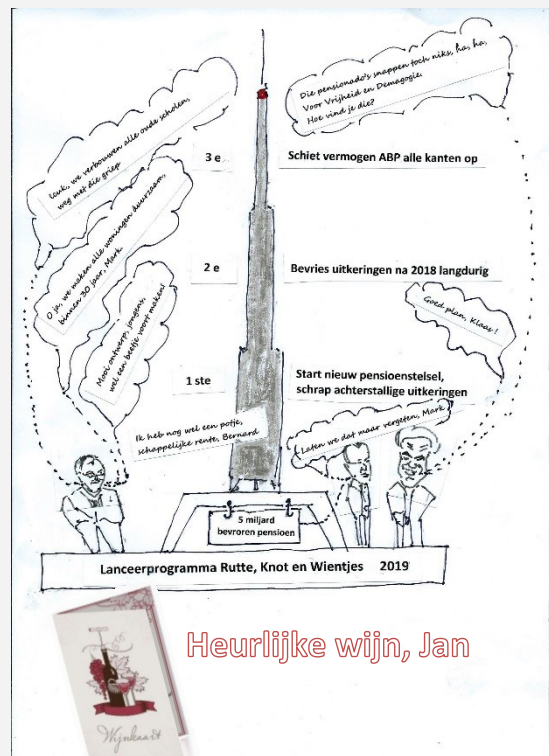 Die pensionado's snappen toch niks, ha, ha,
Voor Vrijheid en Demagogie.
Hoe vind je die?
Leuk, we verbouwen alle oude scholen,
weg met die griep
3 e
Schiet vermogen ABP alle kanten op
O ja, we maken alle woningen duurzaam,
binnen 30 jaar, Mark
2 e
Bevries uitkeringen na 2018 langdurig
Mooi ontwerp, jongens,
wel een beetje voort maken!
Goed plan, Klaas!
1 ste
Start nieuw pensioenstelsel,
schrap achterstallige uitkeringen
Ik heb nog wel een potje,
schappelijke rente, Bernard
Laten we dat maar vergeten, Mark
5 miljard
bevroren pensioen
Lanceerprogramma Rutte, Knot en Wientjes 2019
Heurlijke wijn, Jan
Wijnkaart